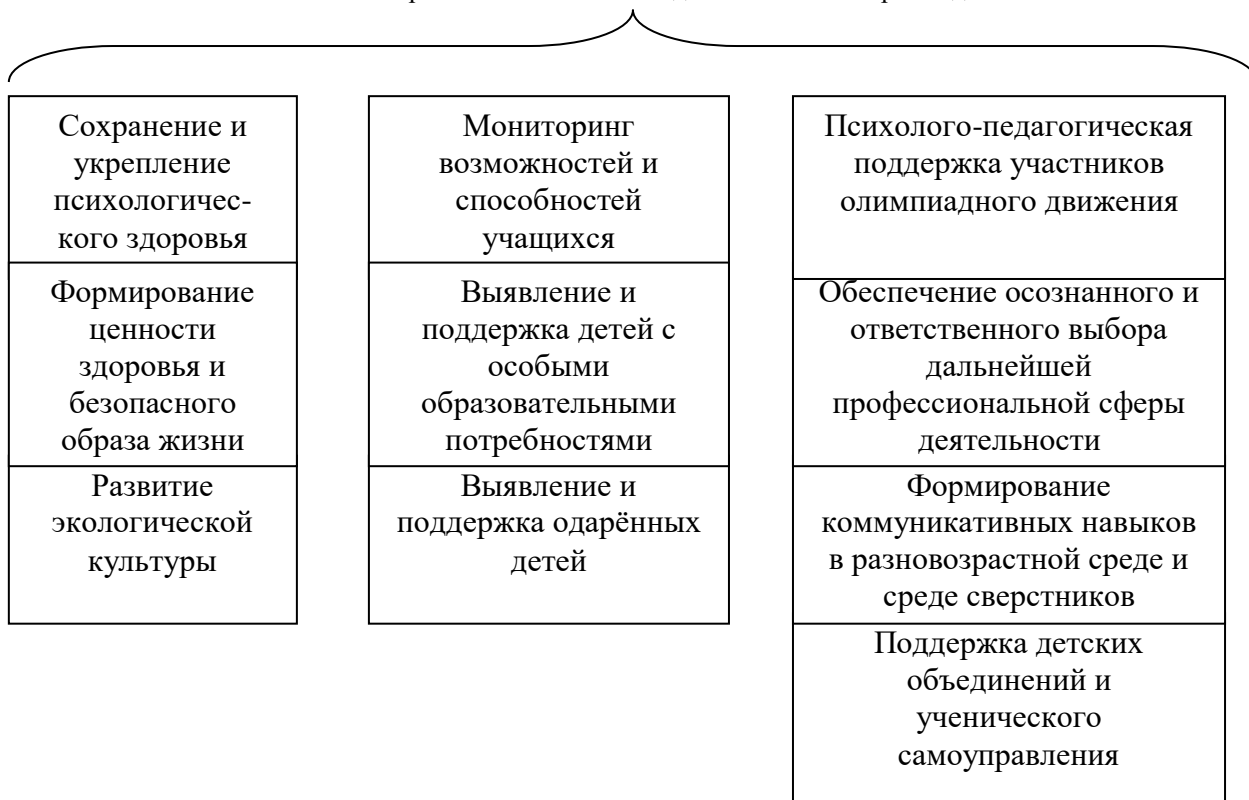 Сохранение и
укрепление
психологичес-
кого здоровья
Формирование
ценности
здоровья и
безопасного
образа жизни
Развитие
экологической
культуры
Мониторинг
возможностей и
способностей
учащихся
Выявление и
поддержка детей с
особыми
образовательными
потребностями
Выявление и
поддержка одарённых
детей
Психолого-педагогическая
поддержка участников
олимпиадного движения
Обеспечение осознанного и
ответственного выбора
дальнейшей
профессиональной сферы
деятельности
Формирование
коммуникативных навыков
в разновозрастной среде и
среде сверстников
Поддержка детских
объединений и
ученического
самоуправления